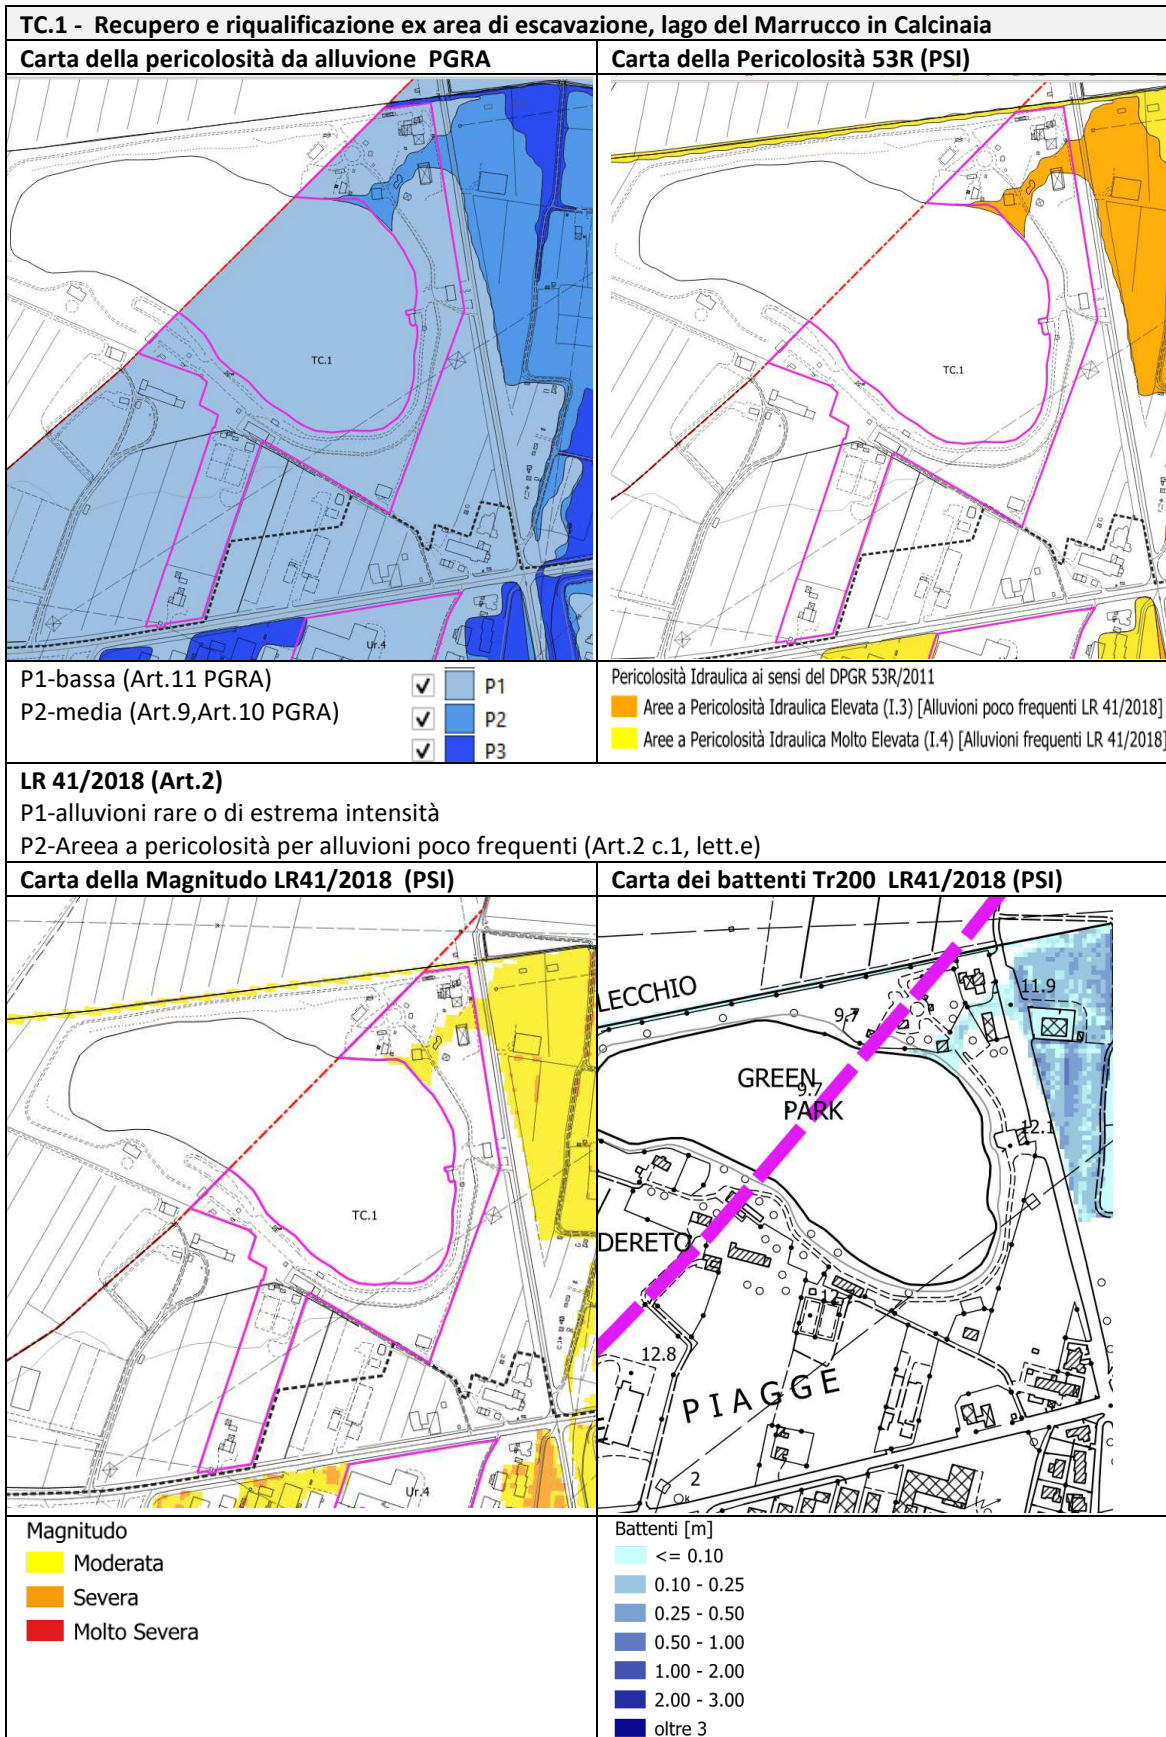 TC.1 - Recupero e riqualificazione ex area di escavazione, lago del Marrucco in Calcinaia
Carta della pericolosità da alluvione PGRA
Carta della Pericolosità 53R (PSI)
TC.1
Ur.4
TC.1
P1-bassa (Art.11 PGRA)
P2-media (Art.9,Art.10 PGRA)
P1
P2
P3
Pericolosità Idraulica ai sensi del DPGR 53R/2011
Aree a Pericolosità Idraulica Elevata (I.3) [Alluvioni poco frequenti LR 41/2018]
Aree a Pericolosità Idraulica Molto Elevata (I.4) [Alluvioni frequenti LR 41/2018]
LR 41/2018 (Art.2)
P1-alluvioni rare o di estrema intensità
P2-Areea a pericolosità per alluvioni poco frequenti (Art.2 c.1, lett.e)
Carta della Magnitudo LR41/2018 (PSI)
Carta dei battenti Tr200 LR41/2018 (PSI)
TC.1
Ur.4
LECCHIO
11.9
9.7
GREEN
9.7
PARK
12.1
DERETO
12.8
PIAGGE
2
Magnitudo
Moderata
Severa
Molto Severa
Battenti [m]
<= 0.10
0.10 - 0.25
0.25 - 0.50
0.50 - 1.00
1.00 - 2.00
2.00 - 3.00
oltre 3